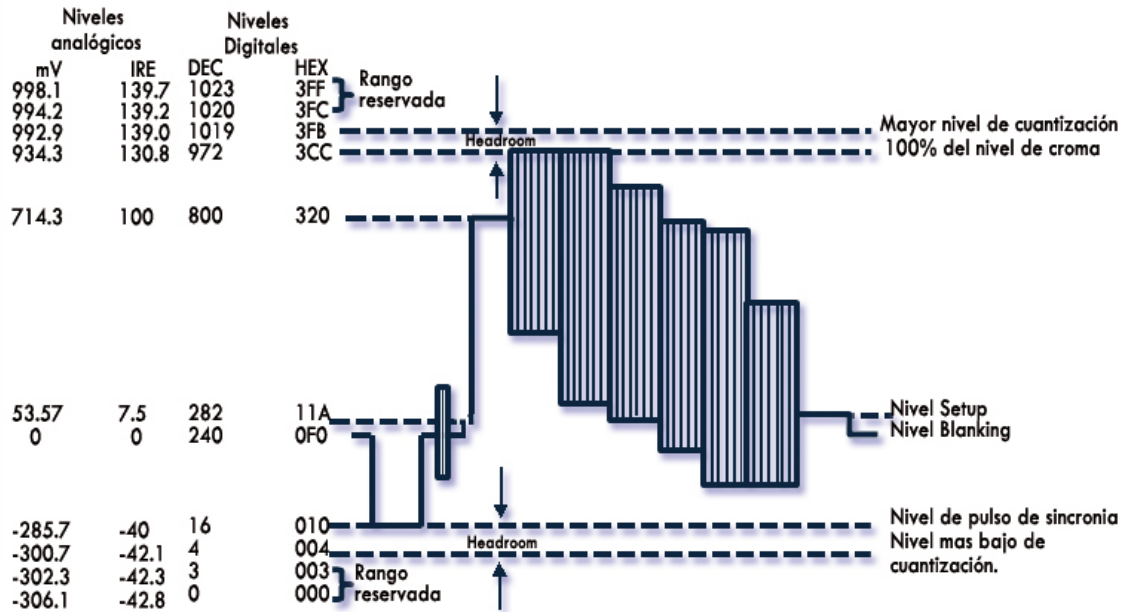 Niveles analógicos
Niveles Digitales
mV IRE DEC HEX
998.1 139.7 1023 3FF
Rango reservada
994.2 139.2 1020 3FC
992.9 139.0 1019 3FB
Mayor nivel de cuantización
Headroom
934.3 130.8 972 3CC
100% del nivel de croma
714.3 100 800 320
53.57 7.5 282 11A
Nivel Setup
0 0 240 0F0
Nivel Blanking
-285.7 -40 16 010
Nivel de pulso de sincronia
Headroom
-300.7 -42.1 4 004
Nivel mas bajo de
cuantización.
-302.3 -42.3 3 003
Rango
reservada
-306.1 -42.8 0 000